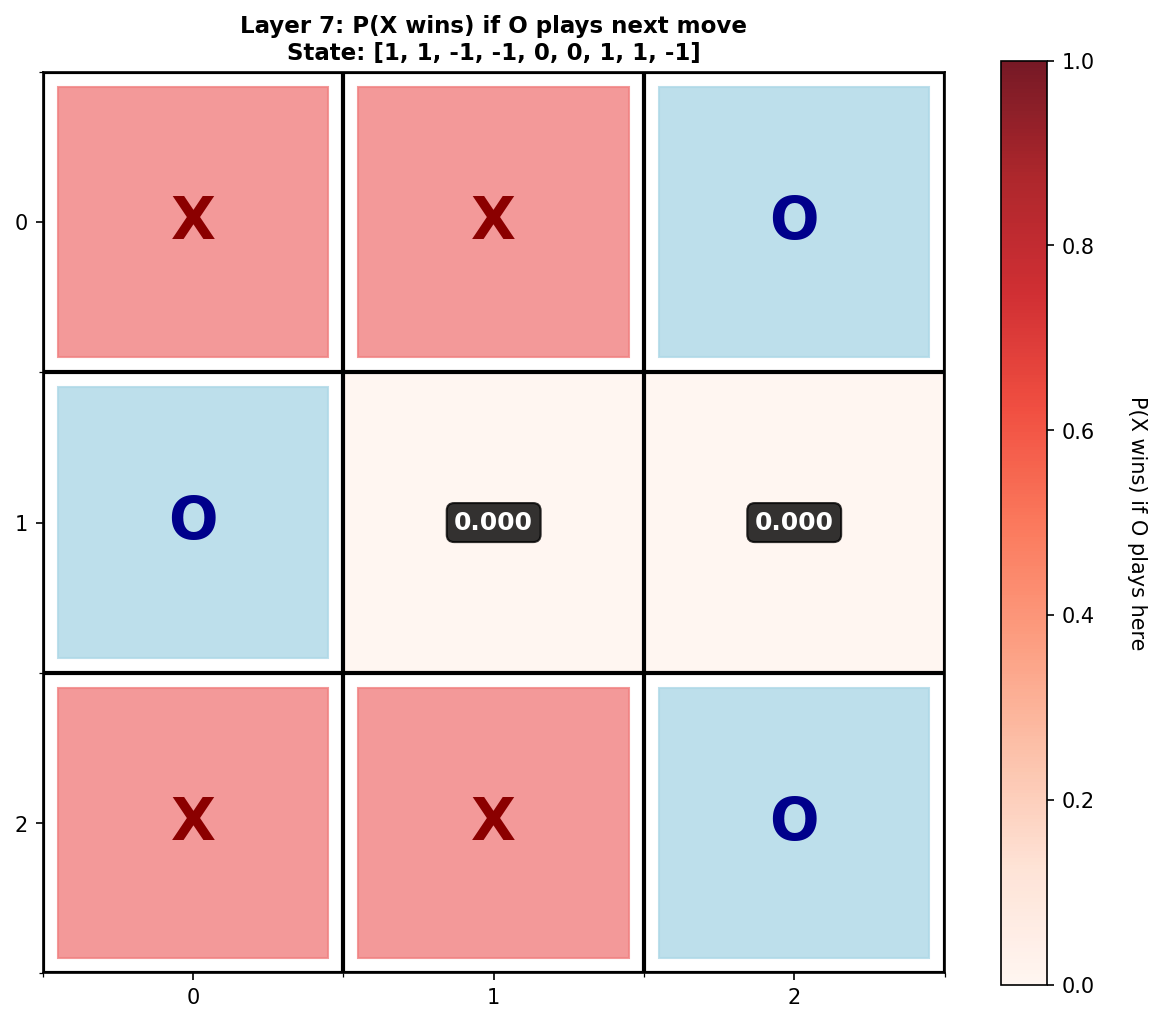 Layer 7: P(X wins) if O plays next move
State: [1, 1, -1, -1, 0, 0, 1, 1, -1]
X
X
O
0
O
0.000
0.000
1
X
X
O
2
0
1
2
1.0
0.8
0.6
0.4
0.2
0.0
P(X wins) if O plays here